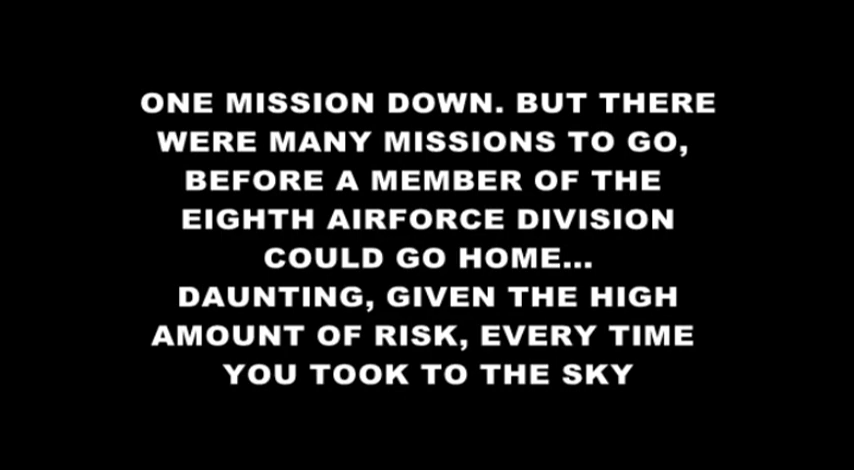 ONE MISSION DOWN. BUT THERE
WERE MANY MISSIONS TO GO,
BEFORE A MEMBER OF THE
EIGHTH AIRFORCE DIVISION
COULD GO HOME...
DAUNTING, GIVEN THE HIGH
AMOUNT OF RISK, EVERY TIME
YOU TOOK TO THE SKY